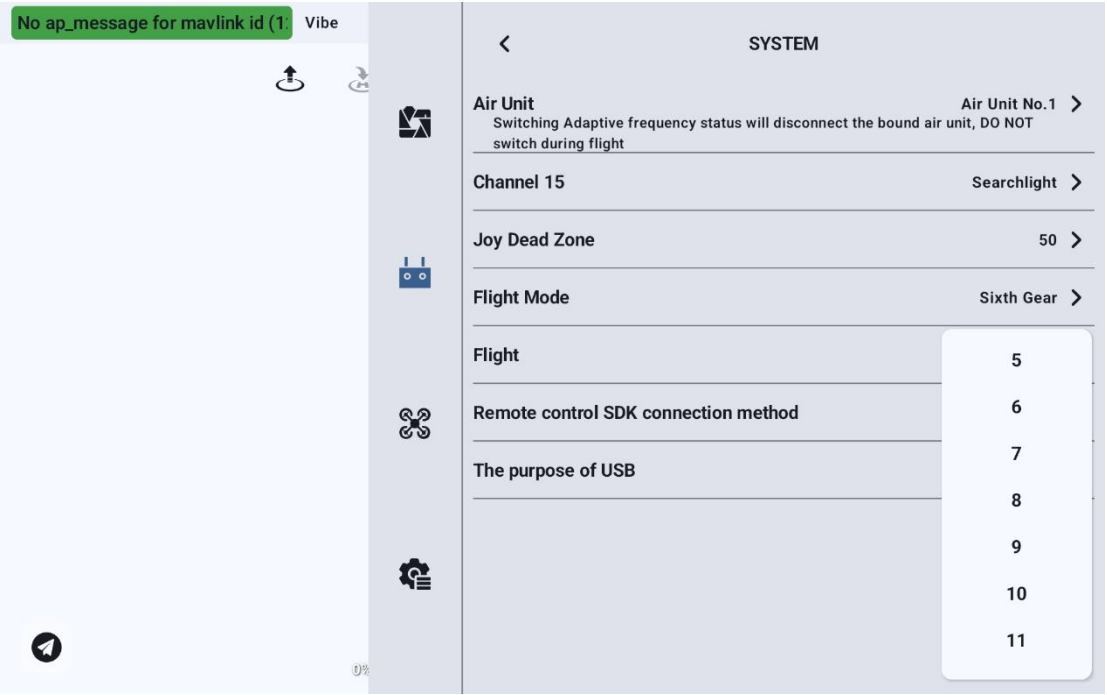 No ap_message for mavlink id (1
Vibe
SYSTEM
Air Unit
Air Unit No.1
Switching Adaptive frequency status will disconnect the bound air unit, DO NOT
switch during flight
Channel 15
Searchlight
Joy Dead Zone
50
Flight Mode
Sixth Gear
Flight
Remote control SDK connection method
The purpose of USB
5
6
7
8
9
10
11
0%